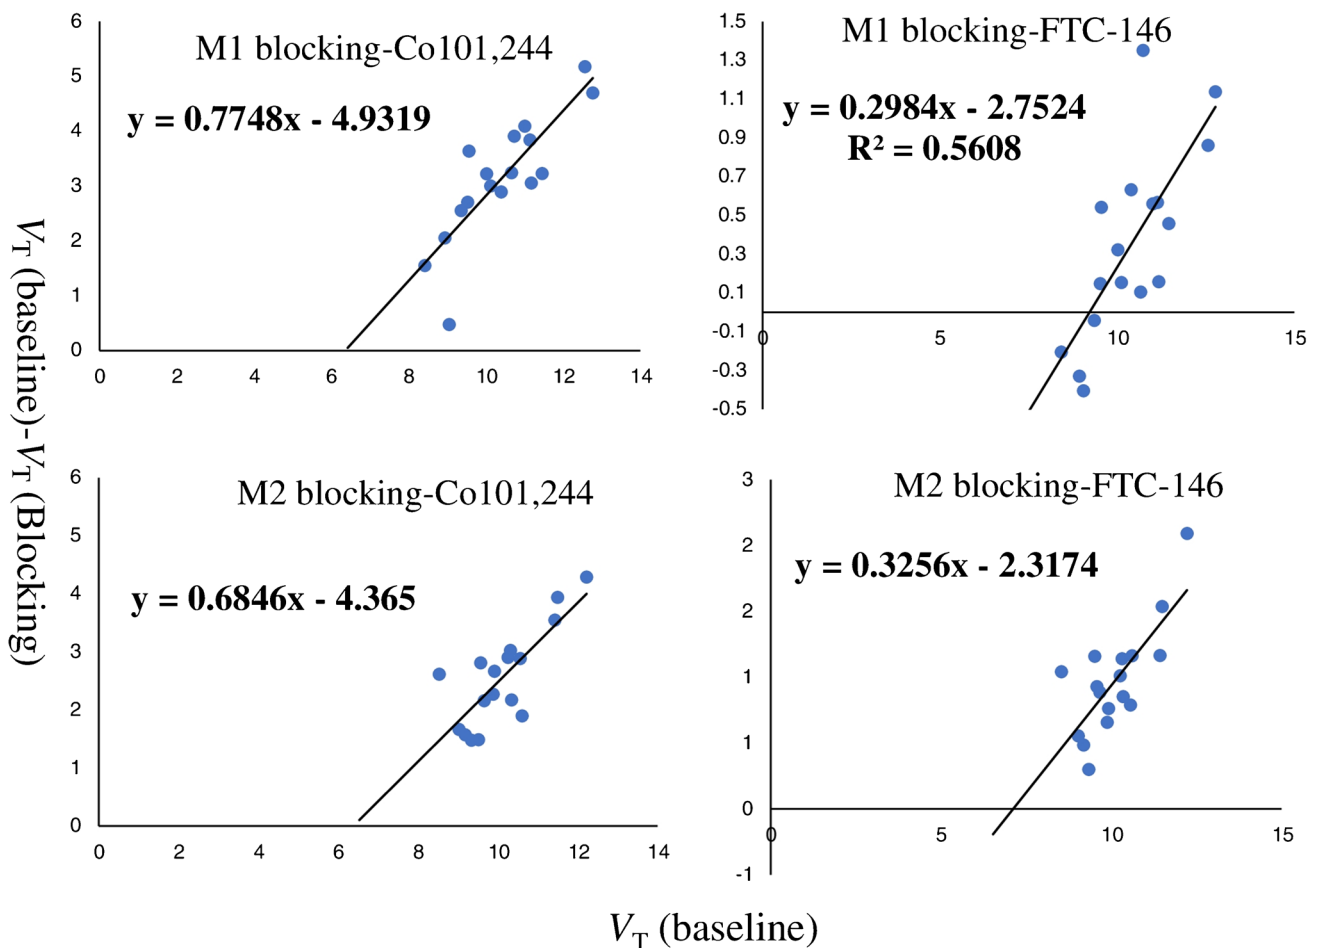 M1 blocking-Co101,244
y = 0.7748x - 4.9319
6
5
4
3
2
1
0
0 2 4 6 8 10 12 14
M1 blocking-FTC-146
y = 0.2984x - 2.7524
R² = 0.5608
1.5
1.3
1.1
0.9
0.7
0.5
0.3
0.1
-0.1
-0.3
-0.5
0 5 10 15
V_T (baseline)-V_T (Blocking)
M2 blocking-Co101,244
y = 0.6846x - 4.365
6
5
4
3
2
1
0
0 2 4 6 8 10 12 14
M2 blocking-FTC-146
y = 0.3256x - 2.3174
3
2
2
1
1
0
-1
0 5 10 15
V_T (baseline)